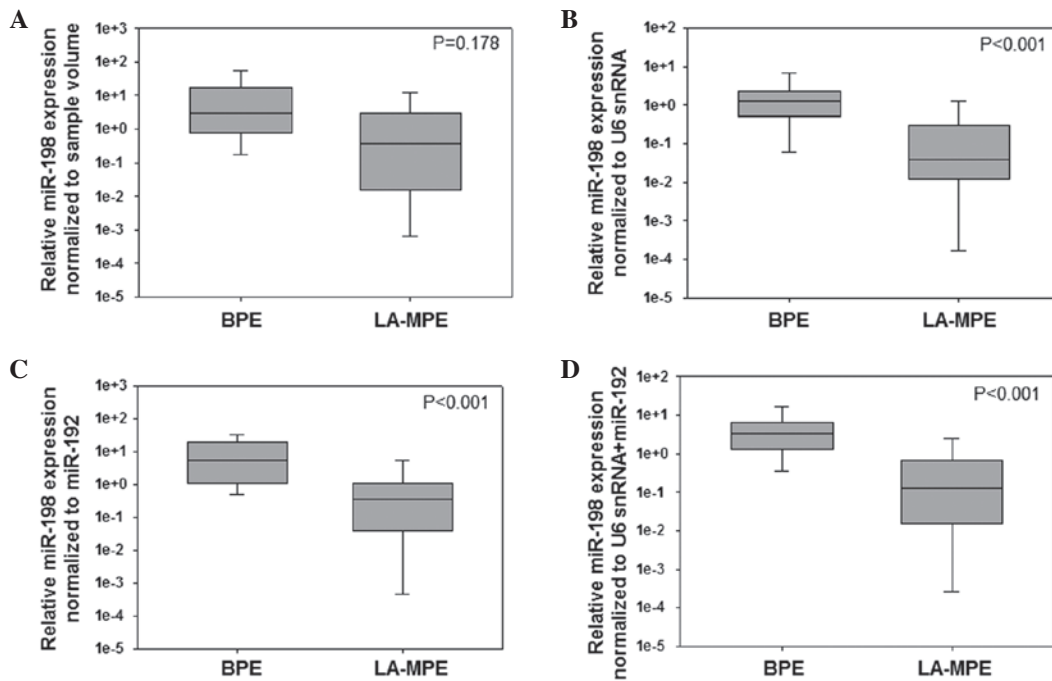 A
Relative miR-198 expression
normalized to sample volume
1e+3
1e+2
1e+1
1e+0
1e-1
1e-2
1e-3
1e-4
1e-5
P=0.178
BPE
LA-MPE
B
Relative miR-198 expression
normalized to U6 snRNA
1e+2
1e+1
1e+0
1e-1
1e-2
1e-3
1e-4
1e-5
P<0.001
BPE
LA-MPE
C
Relative miR-198 expression
normalized to miR-192
1e+3
1e+2
1e+1
1e+0
1e-1
1e-2
1e-3
1e-4
1e-5
P<0.001
BPE
LA-MPE
D
Relative miR-198 expression
normalized to U6 snRNA+miR-192
1e+2
1e+1
1e+0
1e-1
1e-2
1e-3
1e-4
1e-5
P<0.001
BPE
LA-MPE